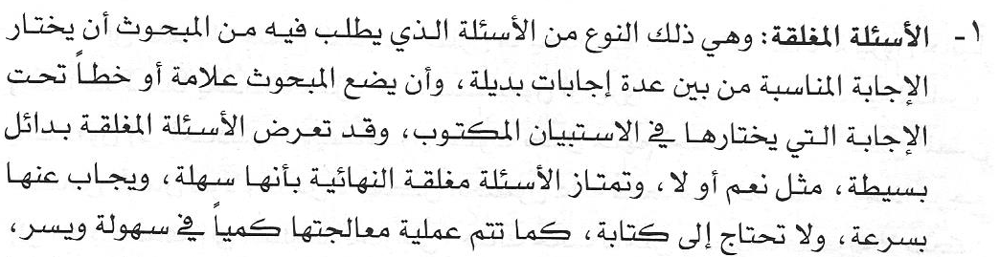 ١- الأسئلة المغلقة: وهي ذلك النوع من الأسئلة الذي يطلب فيه من المبحوث أن يختار
الإجابة المناسبة من بين عدة إجابات بديلة، وأن يضع المبحوث علامة أو خطاً تحت
الإجابة التي يختارها في الاستبيان المكتوب، وقد تعرض الأسئلة المغلقة بدائل
بسيطة، مثل نعم أو لا، وتمتاز الأسئلة مغلقة النهائية بأنها سهلة، ويجاب عنها
بسرعة، ولا تحتاج إلى كتابة، كما تتم عملية معالجتها كمياً في سهولة ويسر،